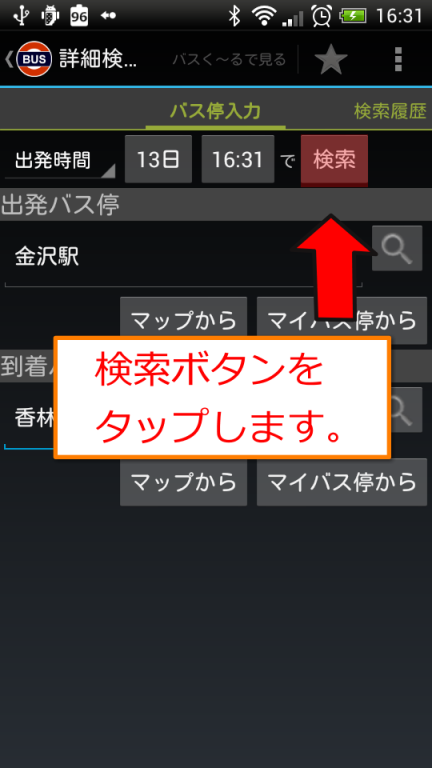 96 16:31
BUS 詳細検... バスく〜るで見る
バス停入力 検索履歴
出発時間 13日 16:31 で 検索
出発バス停
金沢駅
マップから マイバス停から
到着
検索ボタンを
香林
タップします。
マップから マイバス停から